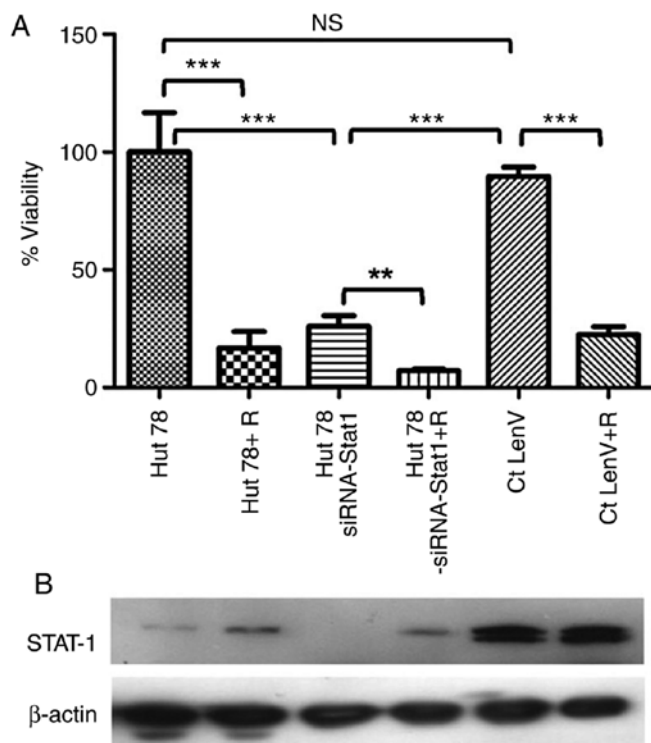 A
150
100
50
0
% Viability
NS
***
***
***
***
**
Hut 78
Hut 78+ R
Hut 78
siRNA-Stat1
Hut 78
-siRNA-Stat1+R
Ct LenV
Ct LenV+R
B
STAT-1
β-actin